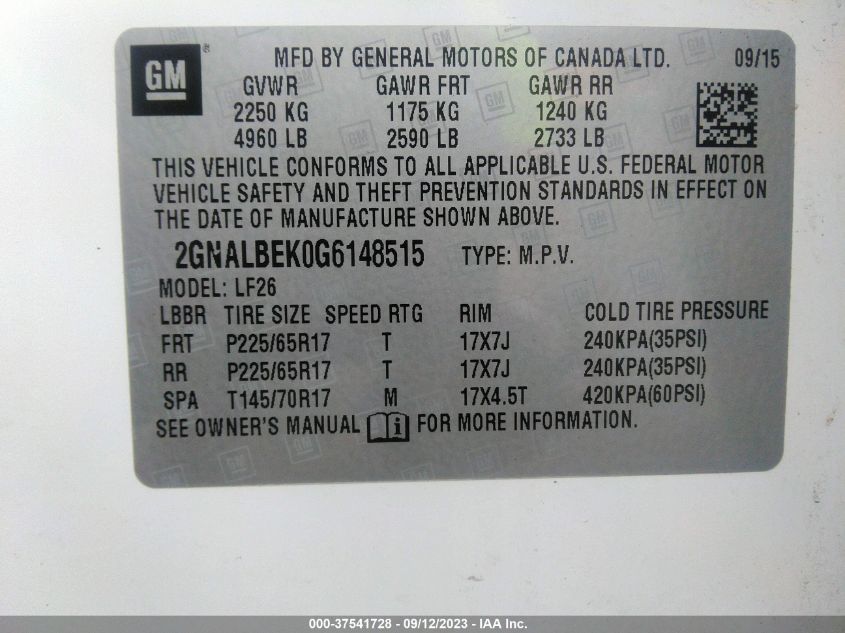 GM
®
MFD BY GENERAL MOTORS OF CANADA LTD. 09/15
GVWR GAWR FRT GAWR RR
2250 KG 1175 KG 1240 KG
4960 LB 2590 LB 2733 LB
THIS VEHICLE CONFORMS TO ALL APPLICABLE U.S. FEDERAL MOTOR
VEHICLE SAFETY AND THEFT PREVENTION STANDARDS IN EFFECT ON
THE DATE OF MANUFACTURE SHOWN ABOVE.
2GNALBEK0G6148515 TYPE: M.P.V.
MODEL: LF26
LBBR TIRE SIZE SPEED RTG RIM COLD TIRE PRESSURE
FRT P225/65R17 T 17X7J 240KPA(35PSI)
RR P225/65R17 T 17X7J 240KPA(35PSI)
SPA T145/70R17 M 17X4.5T 420KPA(60PSI)
SEE OWNER'S MANUAL i FOR MORE INFORMATION.
000-37541728 - 09/12/2023 - IAA Inc.